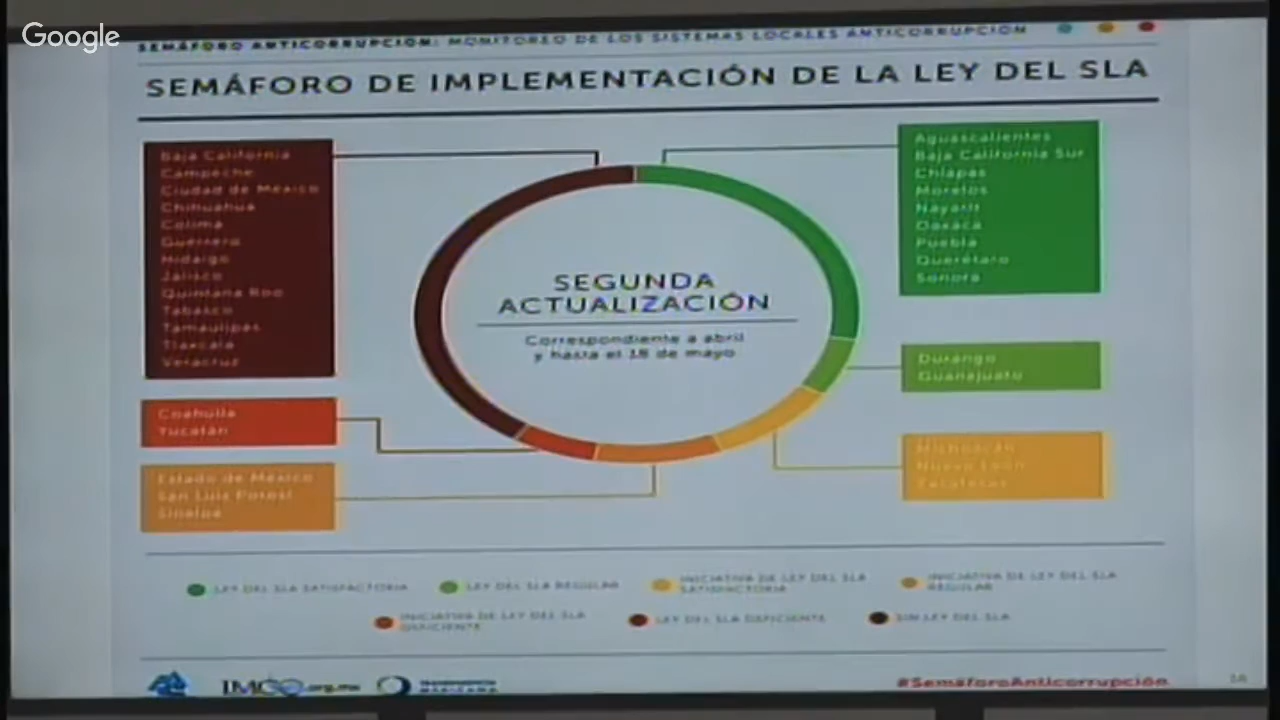 Google
SEMÁFORO ANTICORRUPCIÓN: MONITOREO DE LOS SISTEMAS LOCALES ANTICORRUPCIÓN
SEMÁFORO DE IMPLEMENTACIÓN DE LA LEY DEL SLA
Baja California
Campeche
Ciudad de México
Chihuahua
Colima
Guerrero
Hidalgo
Jalisco
Quintana Roo
Tabasco
Tamaulipas
Tlaxcala
Veracruz
Coahuila
Yucatán
Estado de México
San Luis Potosí
Sinaloa
SEGUNDA
ACTUALIZACIÓN
Correspondiente a abril
y hasta el 18 de mayo
Aguascalientes
Baja California Sur
Chiapas
Morelos
Nayarit
Oaxaca
Puebla
Querétaro
Sonora
Durango
Guanajuato
Michoacán
Nuevo León
Zacatecas
LEY DEL SLA SATISFACTORIA
LEY DEL SLA REGULAR
INICIATIVA DE LEY DEL SLA
SATISFACTORIA
INICIATIVA DE LEY DEL SLA
REGULAR
INICIATIVA DE LEY DEL SLA
DEFICIENTE
LEY DEL SLA DEFICIENTE
SIN LEY DEL SLA
IMCO.org.mx
TRANSPARENCIA
MEXICANA
#SemáforoAnticorrupción